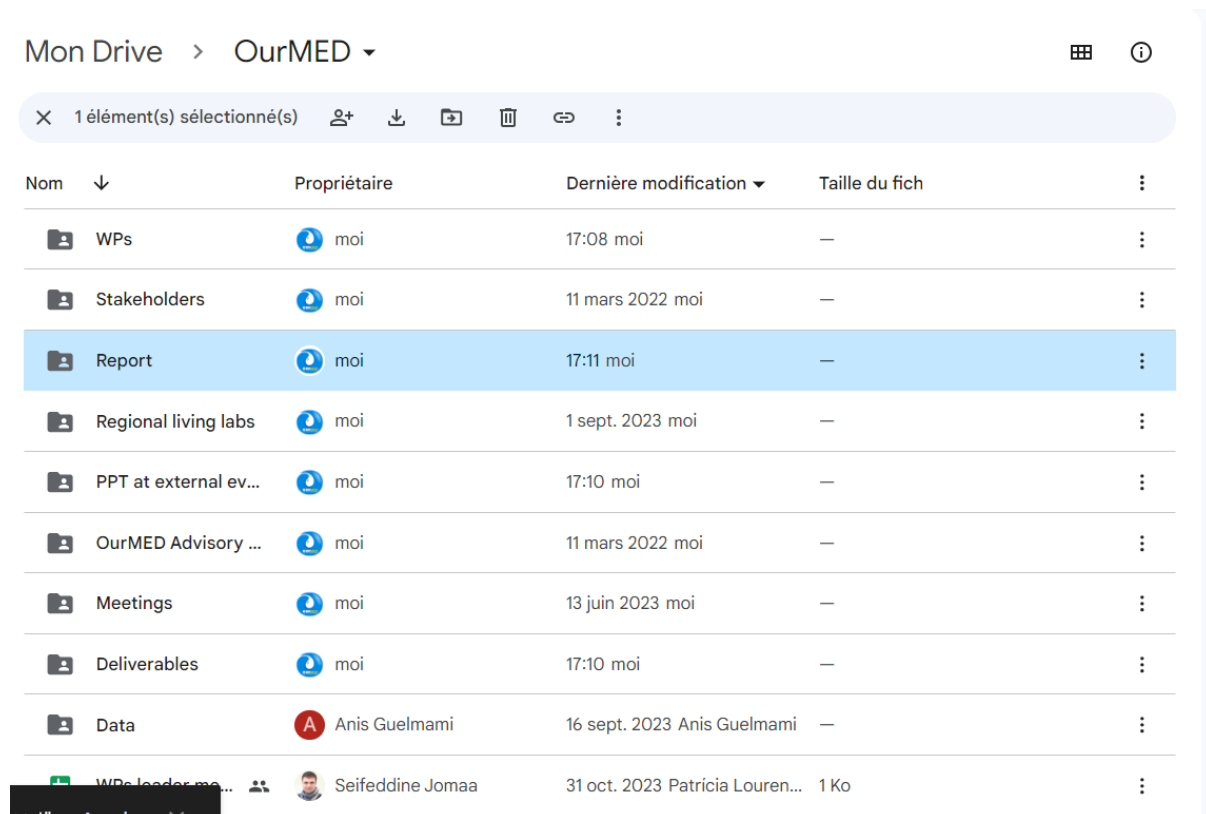 Mon Drive > OurMED
1 élément(s) sélectionné(s)
Nom Propriétaire Dernière modification Taille du fich
WPs moi 17:08 moi —
Stakeholders moi 11 mars 2022 moi —
Report moi 17:11 moi —
Regional living labs moi 1 sept. 2023 moi —
PPT at external ev... moi 17:10 moi —
OurMED Advisory ... moi 11 mars 2022 moi —
Meetings moi 13 juin 2023 moi —
Deliverables moi 17:10 moi —
Data A Anis Guelmami 16 sept. 2023 Anis Guelmami —
WPs leader me... Seifeddine Jomaa 31 oct. 2023 Patrícia Louren... 1 Ko